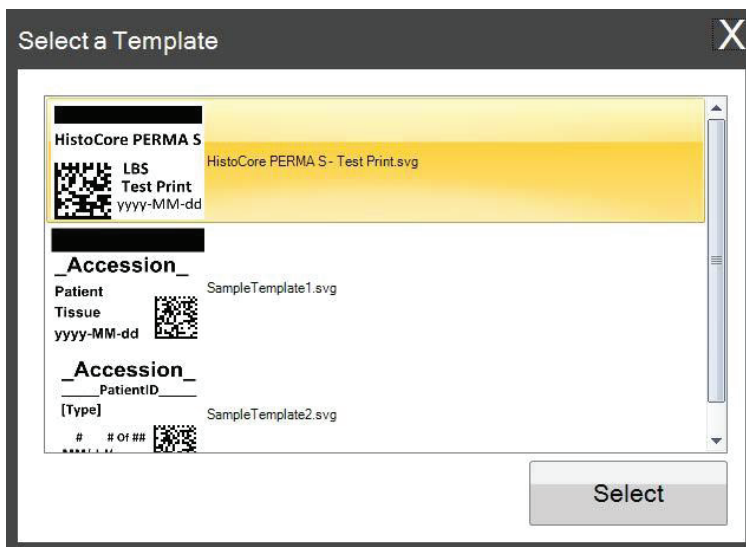 Select a Template
X
HistoCore PERMA S
LBS
Test Print
yyyy-MM-dd
HistoCore PERMA S - Test Print.svg
_Accession_
Patient
Tissue
yyyy-MM-dd
SampleTemplate1.svg
_Accession_
_____PatientID_____
[Type]
# # Of ##
SampleTemplate2.svg
Select